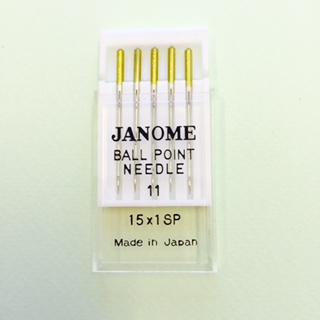 JANOME
BALL POINT
NEEDLE
11
15x1SP
Made in Japan